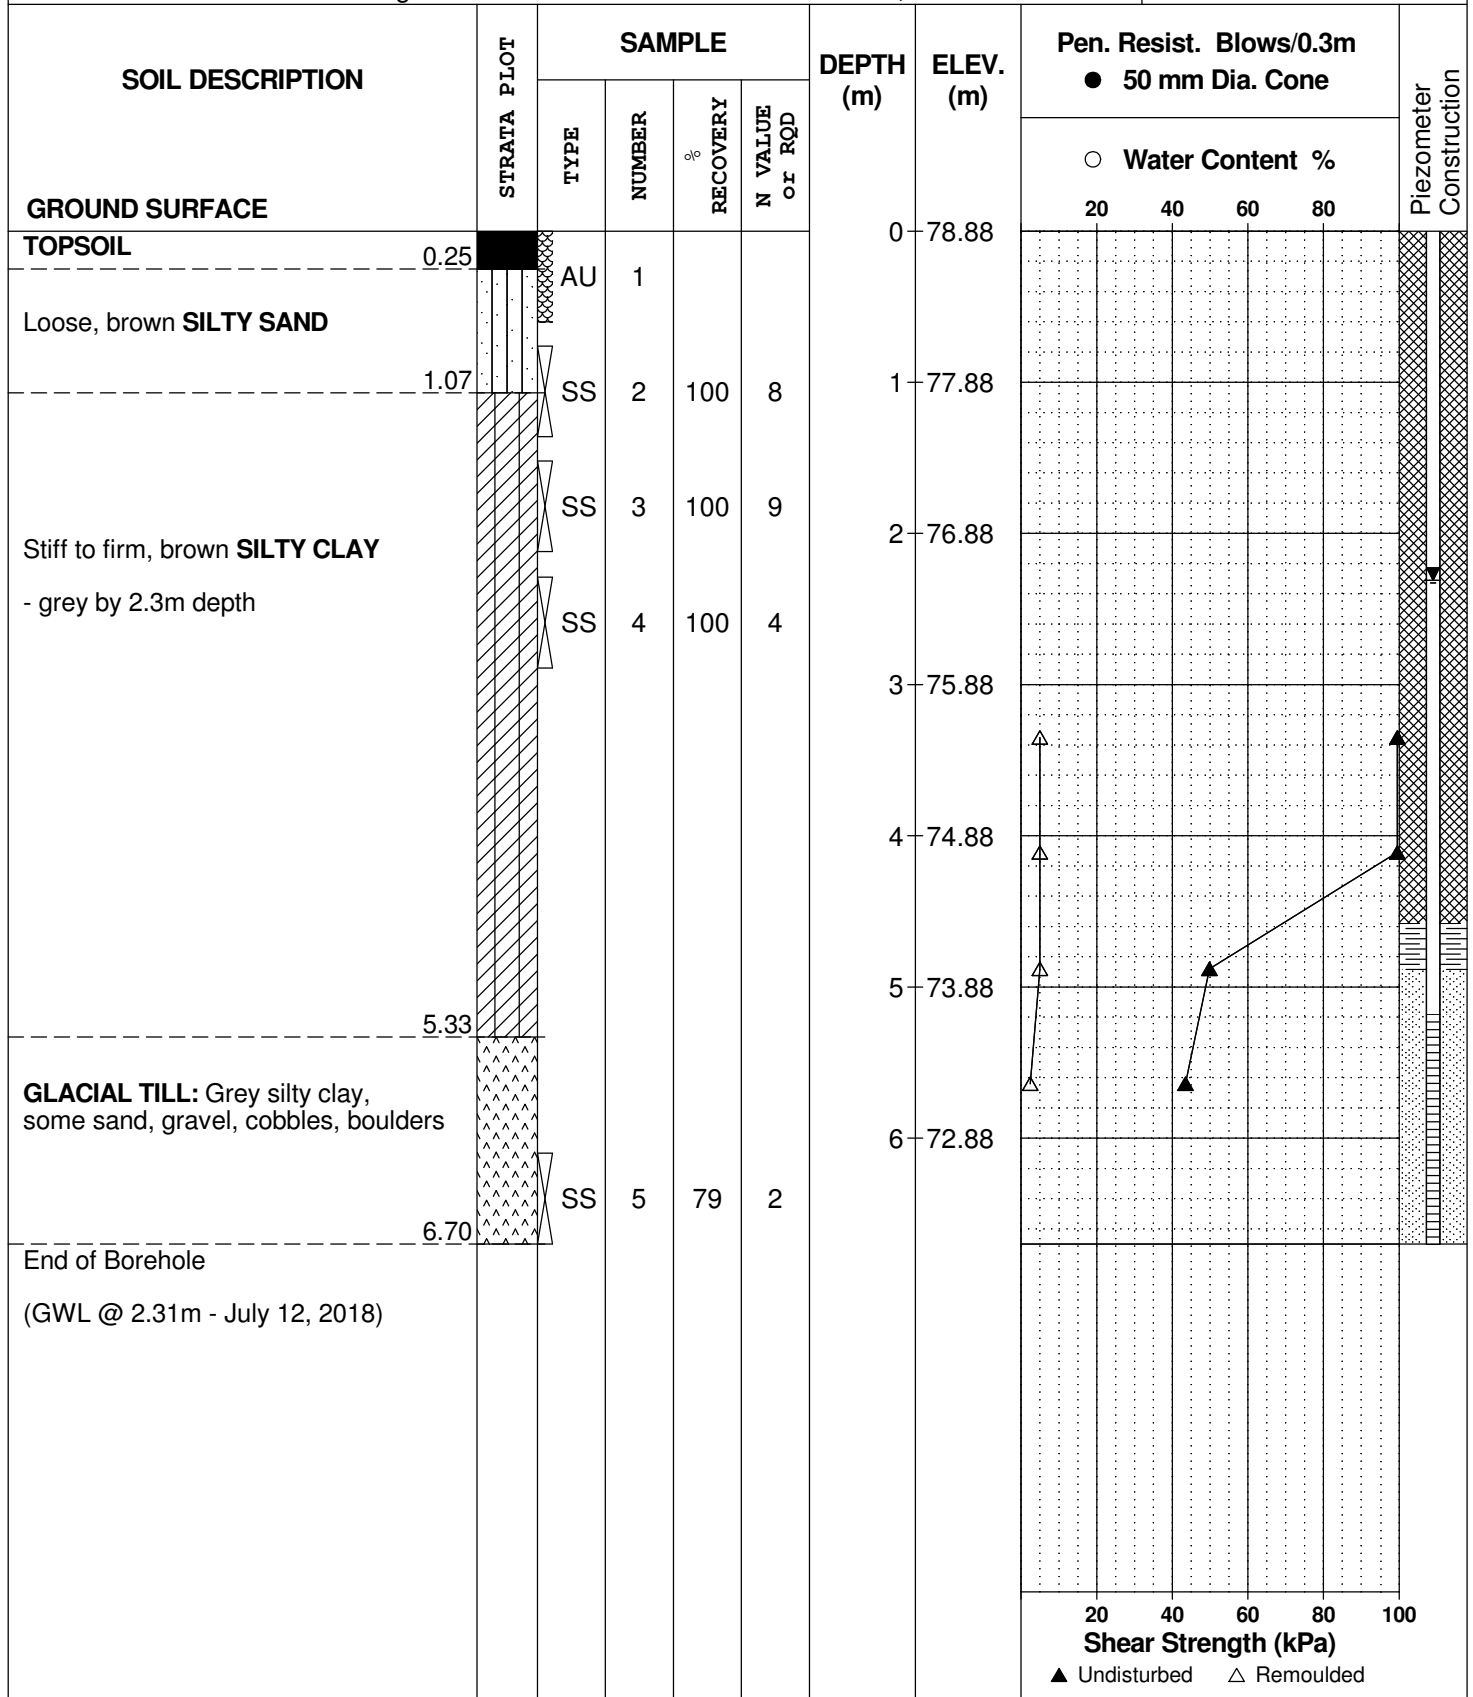 SOIL DESCRIPTION
GROUND SURFACE
STRATA PLOT
SAMPLE
TYPE
NUMBER
%
RECOVERY
N VALUE
or RQD
DEPTH
(m)
ELEV.
(m)
Pen. Resist. Blows/0.3m
● 50 mm Dia. Cone
○ Water Content %
20 40 60 80
Piezometer
Construction
TOPSOIL
0.25
0 78.88
AU 1
Loose, brown SILTY SAND
1.07
1 77.88
SS 2 100 8
SS 3 100 9
2 76.88
Stiff to firm, brown SILTY CLAY
- grey by 2.3m depth
SS 4 100 4
3 75.88
4 74.88
5 73.88
5.33
GLACIAL TILL: Grey silty clay,
some sand, gravel, cobbles, boulders
6 72.88
SS 5 79 2
6.70
End of Borehole
(GWL @ 2.31m - July 12, 2018)
20 40 60 80 100
Shear Strength (kPa)
▲ Undisturbed △ Remoulded